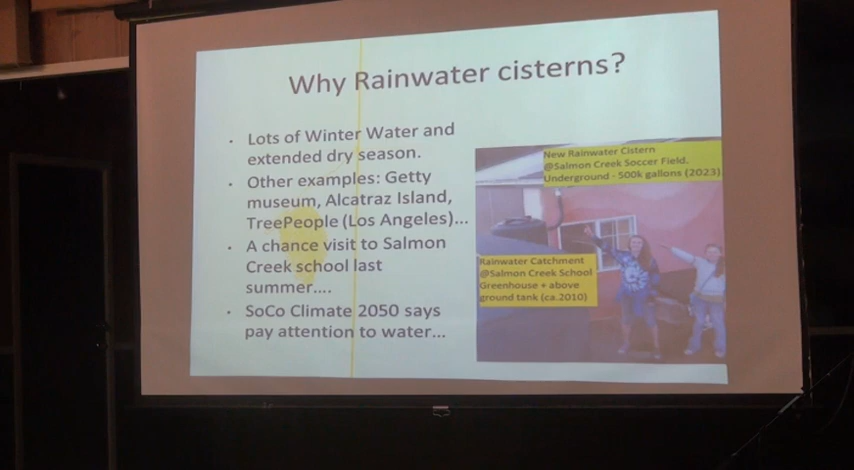 Why Rainwater cisterns?
· Lots of Winter Water and
extended dry season.
· Other examples: Getty
museum, Alcatraz Island,
TreePeople (Los Angeles)...
· A chance visit to Salmon
Creek school last
summer....
· SoCo Climate 2050 says
pay attention to water...
New Rainwater Cistern
@Salmon Creek Soccer Field.
Underground - 500k gallons (2023)
Rainwater Catchment
@Salmon Creek School
Greenhouse + above
ground tank (ca.2010)